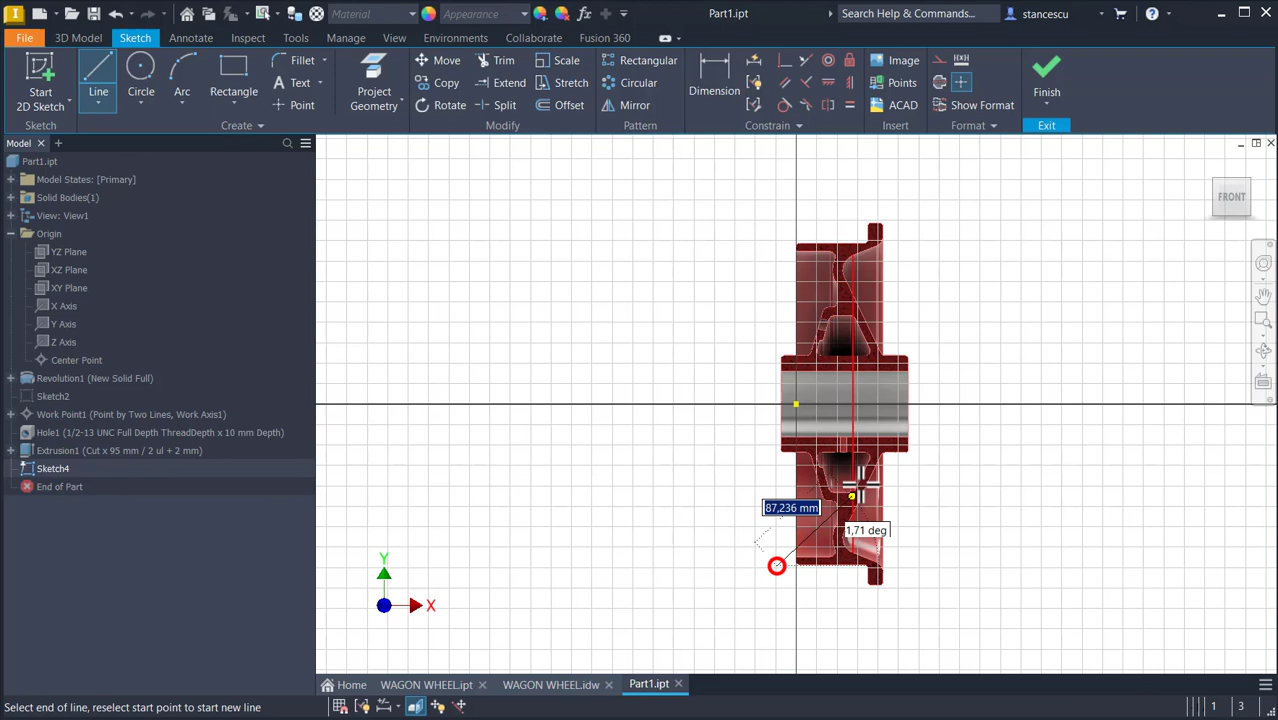 Material
Appearance
Part1.ipt
Search Help & Commands...
stancescu
File
3D Model
Sketch
Annotate
Inspect
Tools
Manage
View
Environments
Get Started
Collaborate
Fusion 360
Start
2D Sketch
Line
Circle
Arc
Rectangle
Fillet
Text
Point
Project
Geometry
Move
Copy
Rotate
Trim
Extend
Split
Scale
Stretch
Offset
Rectangular
Circular
Mirror
Dimension
Image
Points
ACAD
Show Format
Finish
Sketch
Create
Modify
Pattern
Constrain
Insert
Format
Exit
Model
Part1.ipt
Model States: [Primary]
Solid Bodies(1)
View: View1
Origin
YZ Plane
XZ Plane
XY Plane
X Axis
Y Axis
Z Axis
Center Point
Revolution1 (New Solid Full)
Sketch2
Work Point1 (Point by Two Lines, Work Axis1)
Hole1 (1/2-13 UNC Full Depth ThreadDepth x 10 mm Depth)
Extrusion1 (Cut x 95 mm / 2 ul + 2 mm)
Sketch4
End of Part
FRONT
87,236 mm
1,71 deg
Y
X
Home
WAGON WHEEL.ipt
WAGON WHEEL.idw
Part1.ipt
Select end of line, reselect start point to start new line
1
3